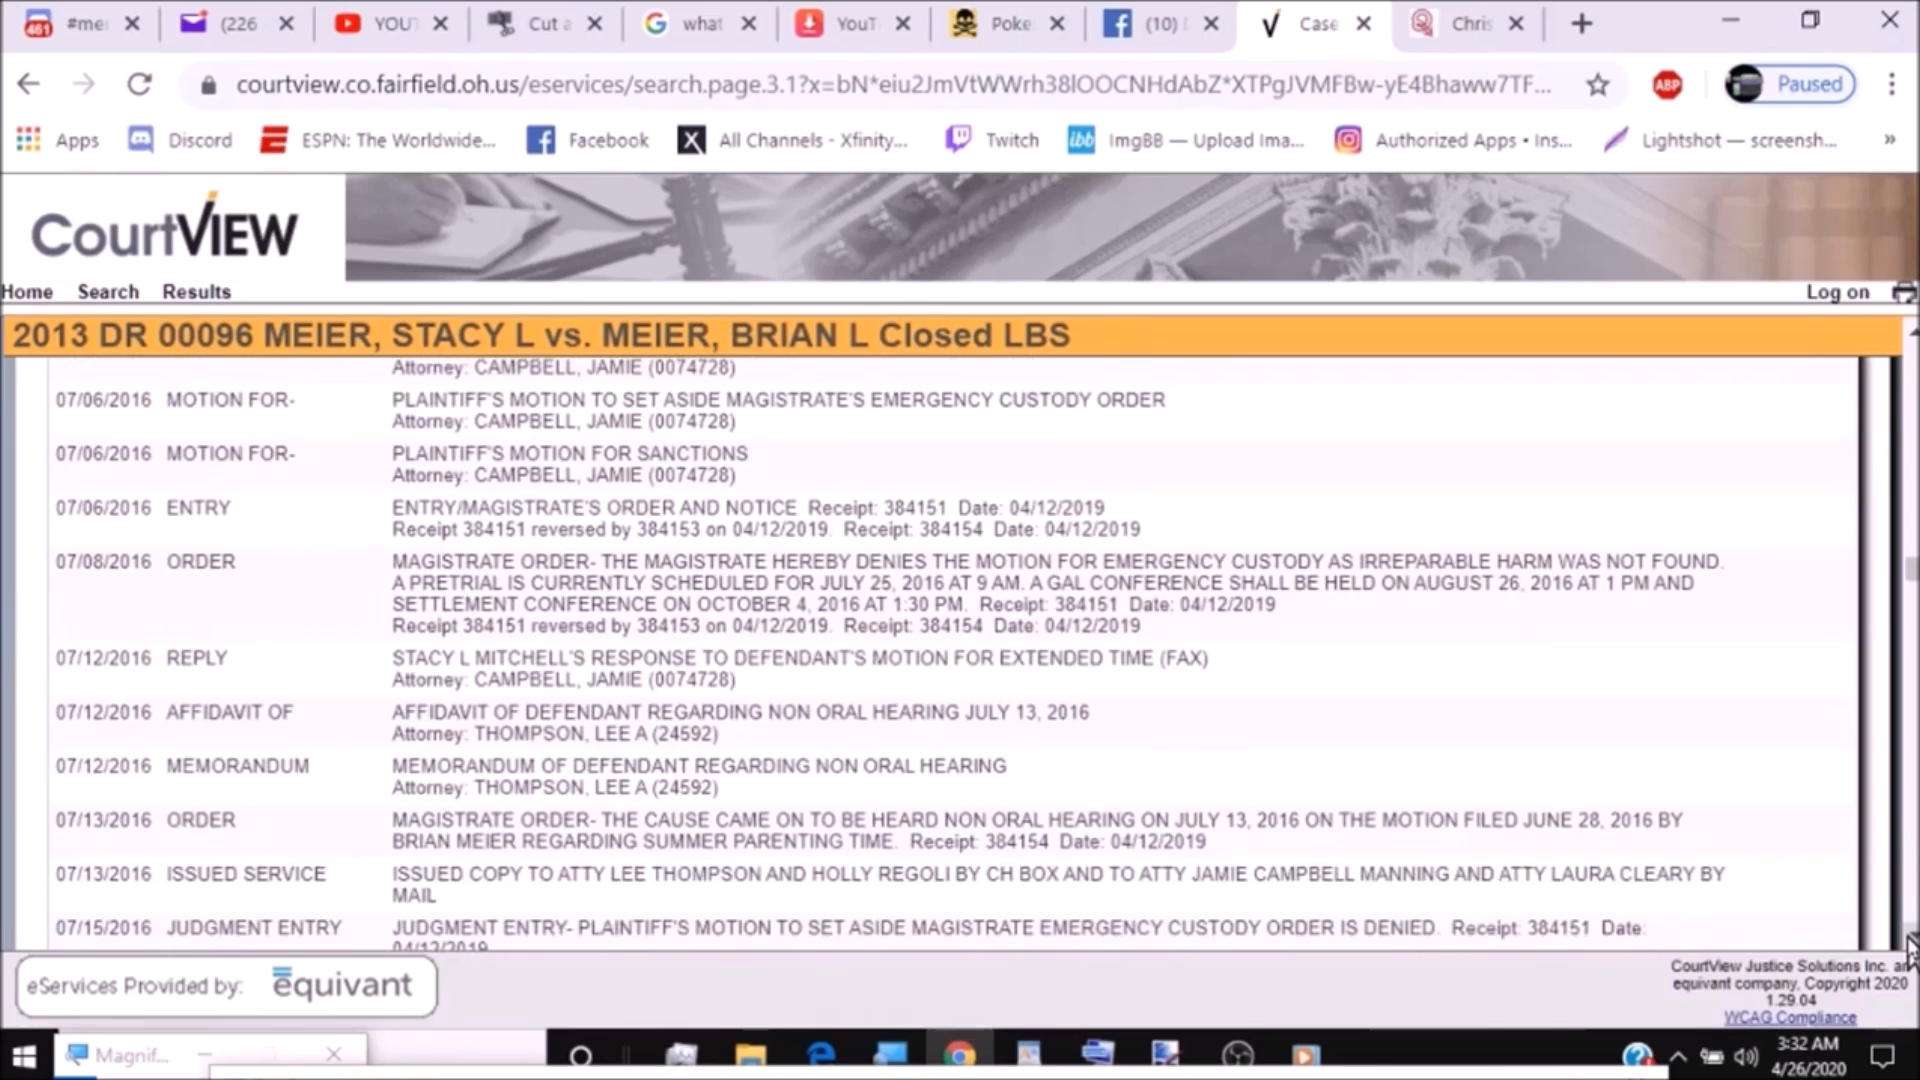 461 #me (226 YOU Cut a what YouT Poke (10) Case Chris
courtview.co.fairfield.oh.us/eservices/search.page.3.1?x=bN*eiu2JmVtWWrh38lOOCNHdAbZ*XTPgJVMFBw-yE4Bhaww7TF... ABP Paused
Apps Discord ESPN: The Worldwide... Facebook All Channels - Xfinity... Twitch ibb ImgBB — Upload Ima... Authorized Apps • Ins... Lightshot — screensh... »
CourtVIEW
Home Search Results Log on
2013 DR 00096 MEIER, STACY L vs. MEIER, BRIAN L Closed LBS
Attorney: CAMPBELL, JAMIE (0074728)
07/06/2016 MOTION FOR- PLAINTIFF'S MOTION TO SET ASIDE MAGISTRATE'S EMERGENCY CUSTODY ORDER
Attorney: CAMPBELL, JAMIE (0074728)
07/06/2016 MOTION FOR- PLAINTIFF'S MOTION FOR SANCTIONS
Attorney: CAMPBELL, JAMIE (0074728)
07/06/2016 ENTRY ENTRY/MAGISTRATE'S ORDER AND NOTICE Receipt: 384151 Date: 04/12/2019
Receipt 384151 reversed by 384153 on 04/12/2019. Receipt: 384154 Date: 04/12/2019
07/08/2016 ORDER MAGISTRATE ORDER- THE MAGISTRATE HEREBY DENIES THE MOTION FOR EMERGENCY CUSTODY AS IRREPARABLE HARM WAS NOT FOUND.
A PRETRIAL IS CURRENTLY SCHEDULED FOR JULY 25, 2016 AT 9 AM. A GAL CONFERENCE SHALL BE HELD ON AUGUST 26, 2016 AT 1 PM AND
SETTLEMENT CONFERENCE ON OCTOBER 4, 2016 AT 1:30 PM. Receipt: 384151 Date: 04/12/2019
Receipt 384151 reversed by 384153 on 04/12/2019. Receipt: 384154 Date: 04/12/2019
07/12/2016 REPLY STACY L MITCHELL'S RESPONSE TO DEFENDANT'S MOTION FOR EXTENDED TIME (FAX)
Attorney: CAMPBELL, JAMIE (0074728)
07/12/2016 AFFIDAVIT OF AFFIDAVIT OF DEFENDANT REGARDING NON ORAL HEARING JULY 13, 2016
Attorney: THOMPSON, LEE A (24592)
07/12/2016 MEMORANDUM MEMORANDUM OF DEFENDANT REGARDING NON ORAL HEARING
Attorney: THOMPSON, LEE A (24592)
07/13/2016 ORDER MAGISTRATE ORDER- THE CAUSE CAME ON TO BE HEARD NON ORAL HEARING ON JULY 13, 2016 ON THE MOTION FILED JUNE 28, 2016 BY
BRIAN MEIER REGARDING SUMMER PARENTING TIME. Receipt: 384154 Date: 04/12/2019
07/13/2016 ISSUED SERVICE ISSUED COPY TO ATTY LEE THOMPSON AND HOLLY REGOLI BY CH BOX AND TO ATTY JAMIE CAMPBELL MANNING AND ATTY LAURA CLEARY BY
MAIL
07/15/2016 JUDGMENT ENTRY JUDGMENT ENTRY- PLAINTIFF'S MOTION TO SET ASIDE MAGISTRATE EMERGENCY CUSTODY ORDER IS DENIED. Receipt: 384151 Date:
04/12/2019
eServices Provided by: equivant
CourtView Justice Solutions Inc. an
equivant company, Copyright 2020
1.29.04
WCAG Compliance
Magnif...
3:32 AM
4/26/2020